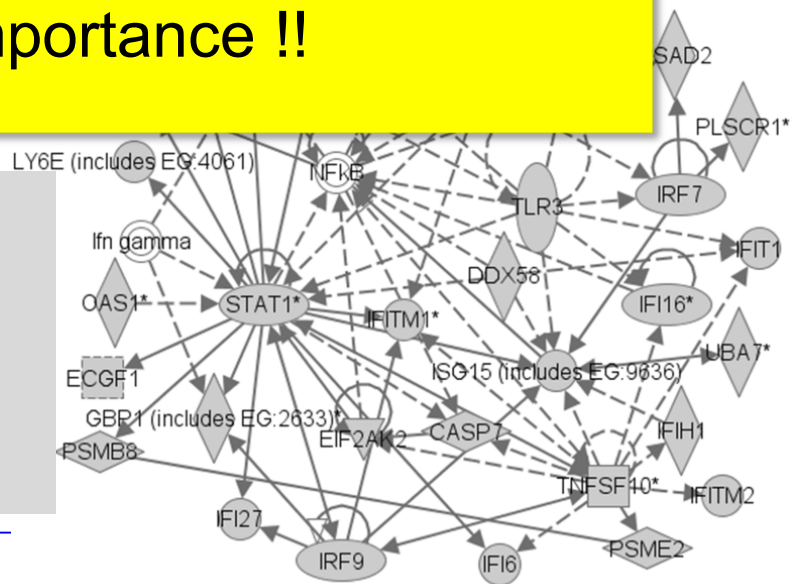 portance !!
SAD2
PLSCR1*
LY6E (includes EG:4061)
NFkB
IRF7
TLR3
Ifn gamma
IFIT1
DDX58
OAS1*
STAT1*
IFITM1*
IFI16*
UBA7*
ECGF1
ISG15 (includes EG:9636)
GBP1 (includes EG:2633)*
EIF2AK2
CASP7
IFIH1
PSMB8
TNFSF10*
IFITM2
IFI27
PSME2
IRF9
IFI6